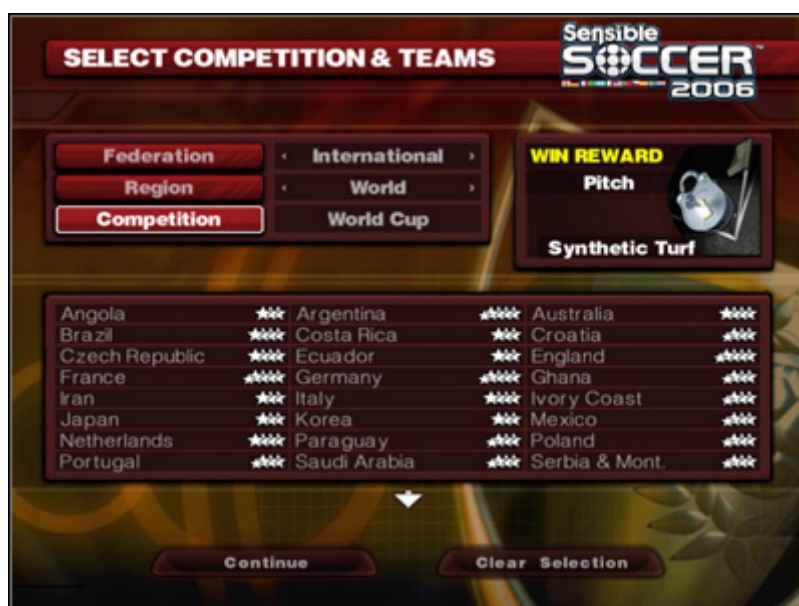 SELECT COMPETITION & TEAMS
Sensible
SOCCER™
2006
Federation International
Region World
Competition World Cup
WIN REWARD
Pitch
Synthetic Turf
Angola Argentina Australia
Brazil Costa Rica Croatia
Czech Republic Ecuador England
France Germany Ghana
Iran Italy Ivory Coast
Japan Korea Mexico
Netherlands Paraguay Poland
Portugal Saudi Arabia Serbia & Mont.
Continue Clear Selection